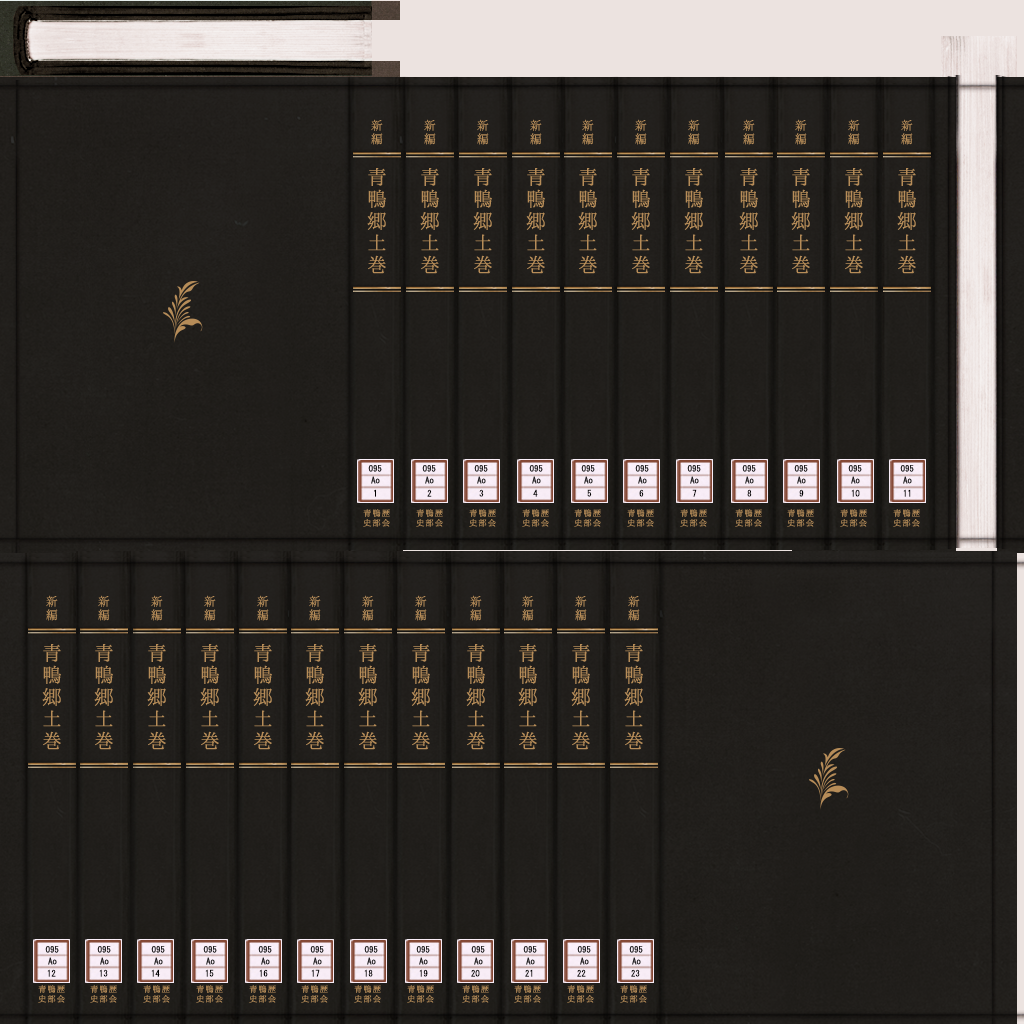 新編
青鴨郷土巻
095
Ao
1
青鴨歴
史部会
新編
青鴨郷土巻
095
Ao
2
青鴨歴
史部会
新編
青鴨郷土巻
095
Ao
3
青鴨歴
史部会
新編
青鴨郷土巻
095
Ao
4
青鴨歴
史部会
新編
青鴨郷土巻
095
Ao
5
青鴨歴
史部会
新編
青鴨郷土巻
095
Ao
6
青鴨歴
史部会
新編
青鴨郷土巻
095
Ao
7
青鴨歴
史部会
新編
青鴨郷土巻
095
Ao
8
青鴨歴
史部会
新編
青鴨郷土巻
095
Ao
9
青鴨歴
史部会
新編
青鴨郷土巻
095
Ao
10
青鴨歴
史部会
新編
青鴨郷土巻
095
Ao
11
青鴨歴
史部会
新編
青鴨郷土巻
095
Ao
12
青鴨歴
史部会
新編
青鴨郷土巻
095
Ao
13
青鴨歴
史部会
新編
青鴨郷土巻
095
Ao
14
青鴨歴
史部会
新編
青鴨郷土巻
095
Ao
15
青鴨歴
史部会
新編
青鴨郷土巻
095
Ao
16
青鴨歴
史部会
新編
青鴨郷土巻
095
Ao
17
青鴨歴
史部会
新編
青鴨郷土巻
095
Ao
18
青鴨歴
史部会
新編
青鴨郷土巻
095
Ao
19
青鴨歴
史部会
新編
青鴨郷土巻
095
Ao
20
青鴨歴
史部会
新編
青鴨郷土巻
095
Ao
21
青鴨歴
史部会
新編
青鴨郷土巻
095
Ao
22
青鴨歴
史部会
新編
青鴨郷土巻
095
Ao
23
青鴨歴
史部会